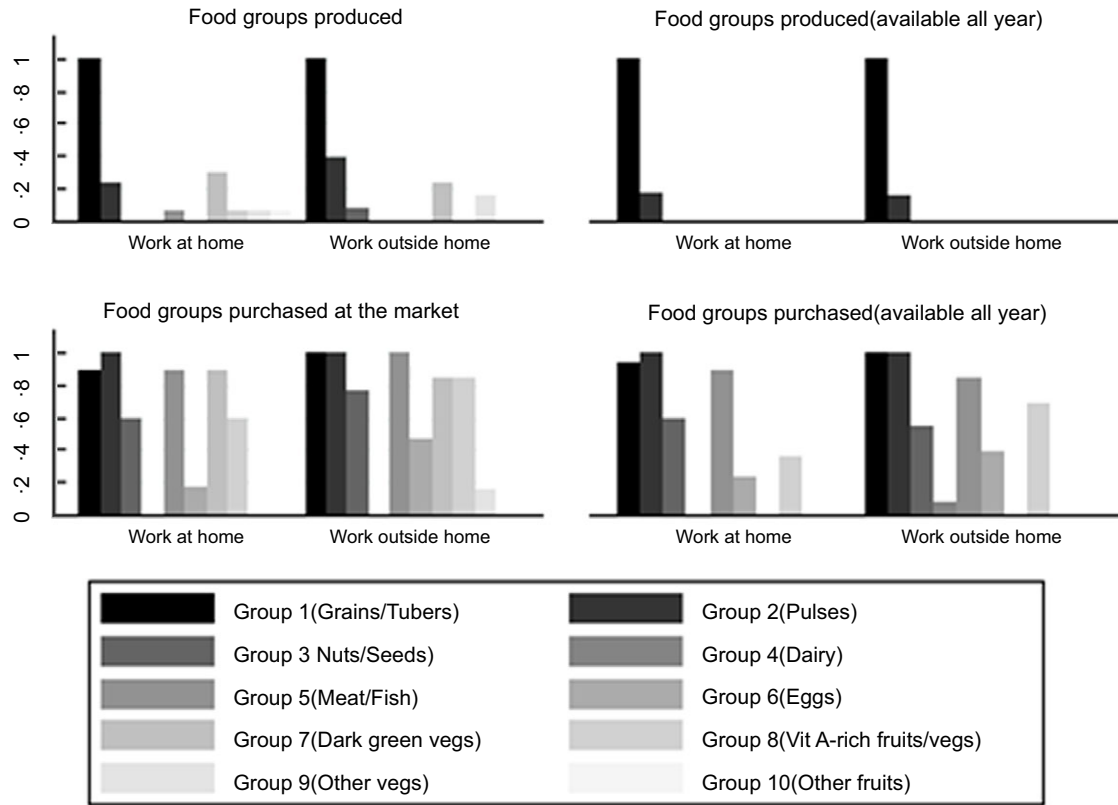 Food groups produced
Food groups produced(available all year)
1
·8
·6
·4
·2
0
Work at home
Work outside home
Work at home
Work outside home
Food groups purchased at the market
Food groups purchased(available all year)
1
·8
·6
·4
·2
0
Work at home
Work outside home
Work at home
Work outside home
Group 1(Grains/Tubers)
Group 2(Pulses)
Group 3 Nuts/Seeds)
Group 4(Dairy)
Group 5(Meat/Fish)
Group 6(Eggs)
Group 7(Dark green vegs)
Group 8(Vit A-rich fruits/vegs)
Group 9(Other vegs)
Group 10(Other fruits)